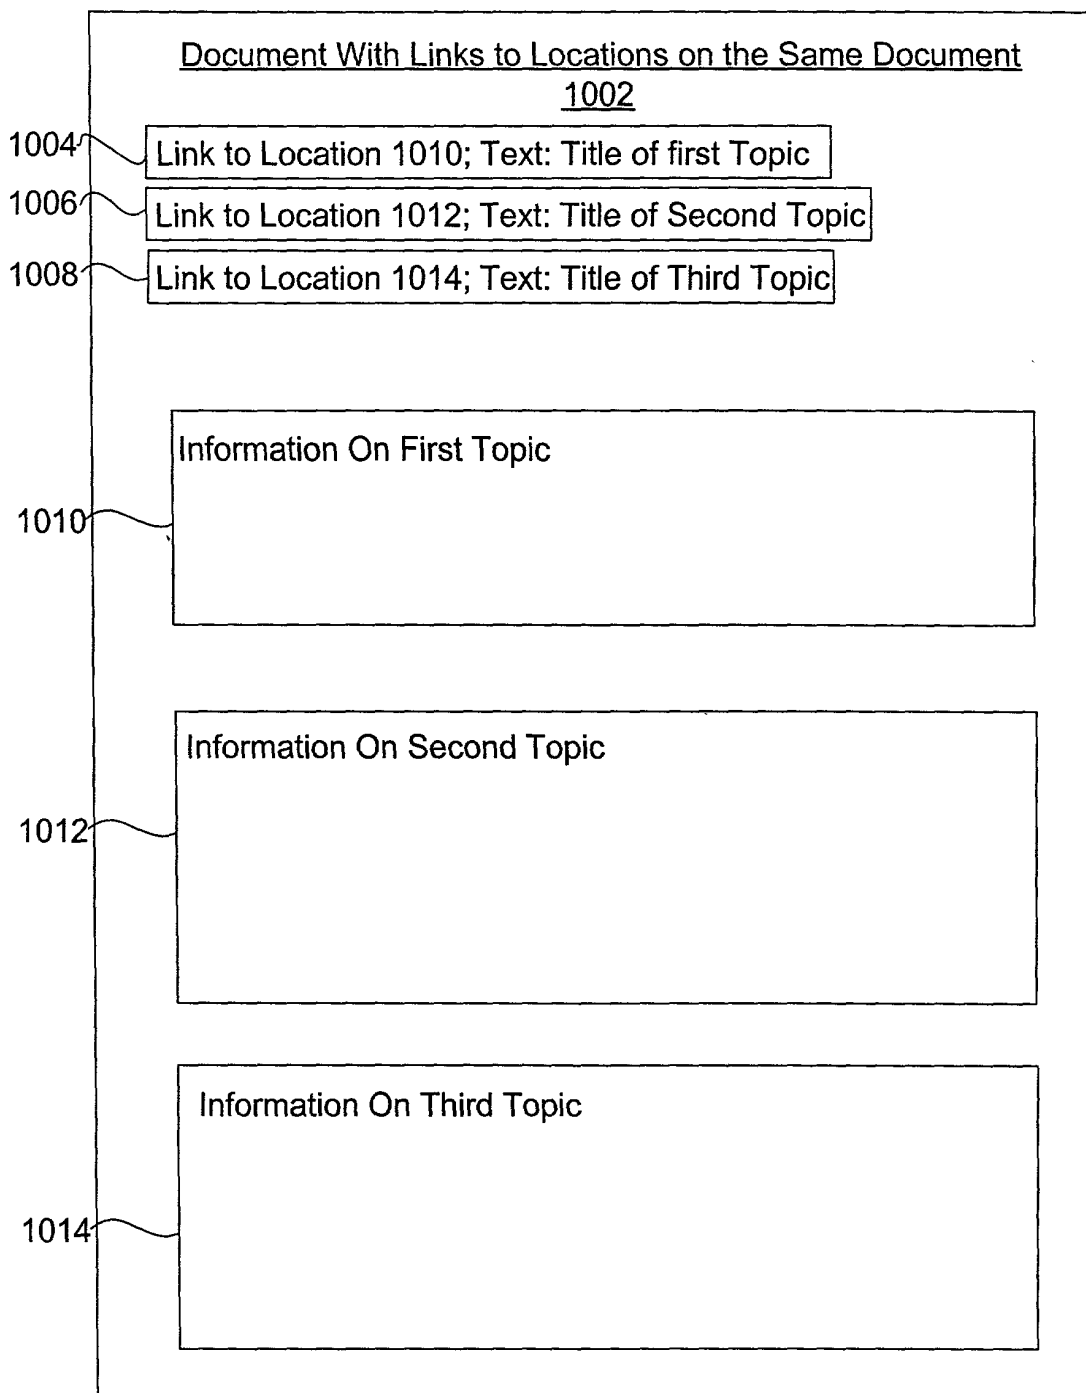 Document With Links to Locations on the Same Document
1002
1004 Link to Location 1010; Text: Title of first Topic
1006 Link to Location 1012; Text: Title of Second Topic
1008 Link to Location 1014; Text: Title of Third Topic
Information On First Topic
1010
Information On Second Topic
1012
Information On Third Topic
1014